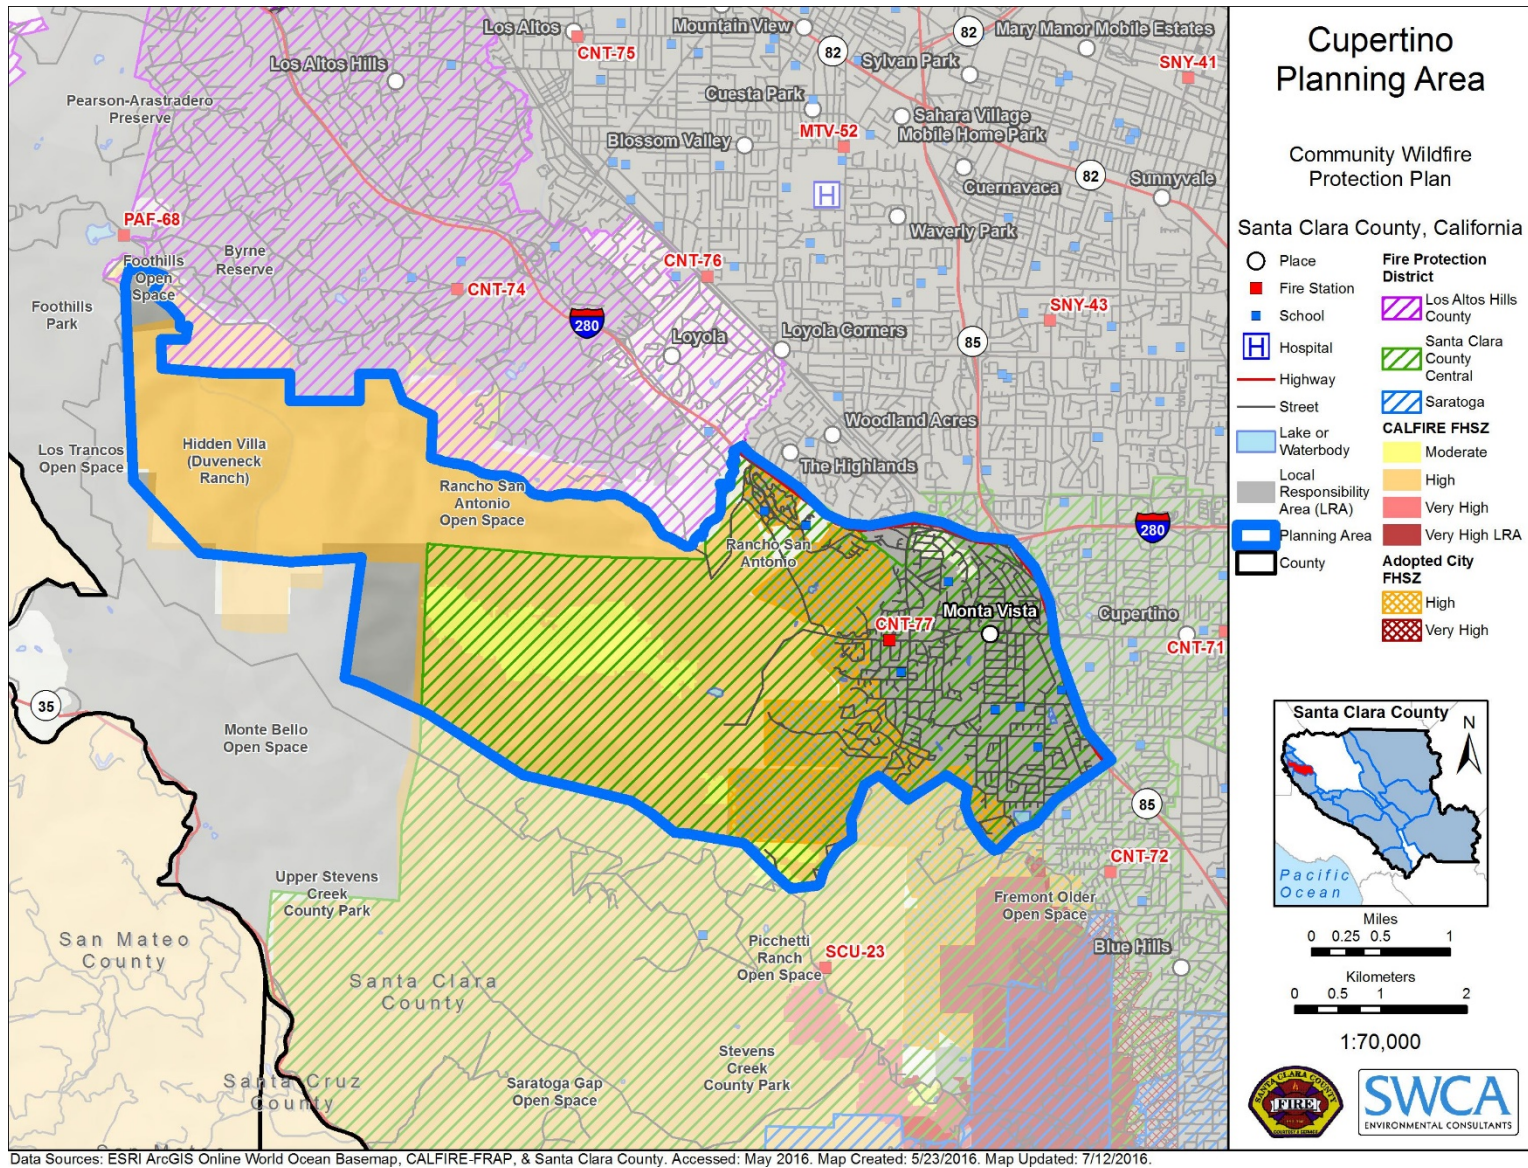 Los Altos
Mountain View
82
Mary Manor Mobile Estates
CNT-75
82
Sylvan Park
SNY-41
Los Altos Hills
Pearson-Arastradero
Preserve
Cuesta Park
Sahara Village
Mobile Home Park
MTV-52
Blossom Valley
82
Sunnyvale
Cuernavaca
H
Waverly Park
PAF-68
Byrne
Reserve
Foothills
Open
Space
CNT-76
CNT-74
Foothills
Park
280
SNY-43
Loyola
Loyola Corners
85
Woodland Acres
Hidden Villa
(Duveneck
Ranch)
Los Trancos
Open Space
The Highlands
Rancho San
Antonio
Open Space
280
Rancho San
Antonio
Monta Vista
Cupertino
CNT-77
CNT-71
35
Monte Bello
Open Space
85
CNT-72
Upper Stevens
Creek
County Park
Fremont Older
Open Space
San Mateo
County
Picchetti
Ranch
Open Space
SCU-23
Blue Hills
Santa Clara
County
Stevens
Creek
County Park
Santa Cruz
County
Saratoga Gap
Open Space
San Mateo
Cupertino
Planning Area
Community Wildfire
Protection Plan
Santa Clara County, California
Place
Fire Station
School
H Hospital
Highway
Street
Lake or
Waterbody
Local
Responsibility
Area (LRA)
Planning Area
County
Fire Protection
District
Los Altos Hills
County
Santa Clara
County
Central
Saratoga
CALFIRE FHSZ
Moderate
High
Very High
Very High LRA
Adopted City
FHSZ
High
Very High
Santa Clara County
N
Pacific
Ocean
Miles
0 0.25 0.5 1
Kilometers
0 0.5 1 2
1:70,000
SANTA CLARA COUNTY
FIRE
COURTESY & SERVICE
SWCA
ENVIRONMENTAL CONSULTANTS
Data Sources: ESRI ArcGIS Online World Ocean Basemap, CALFIRE-FRAP, & Santa Clara County. Accessed: May 2016. Map Created: 5/23/2016. Map Updated: 7/12/2016.